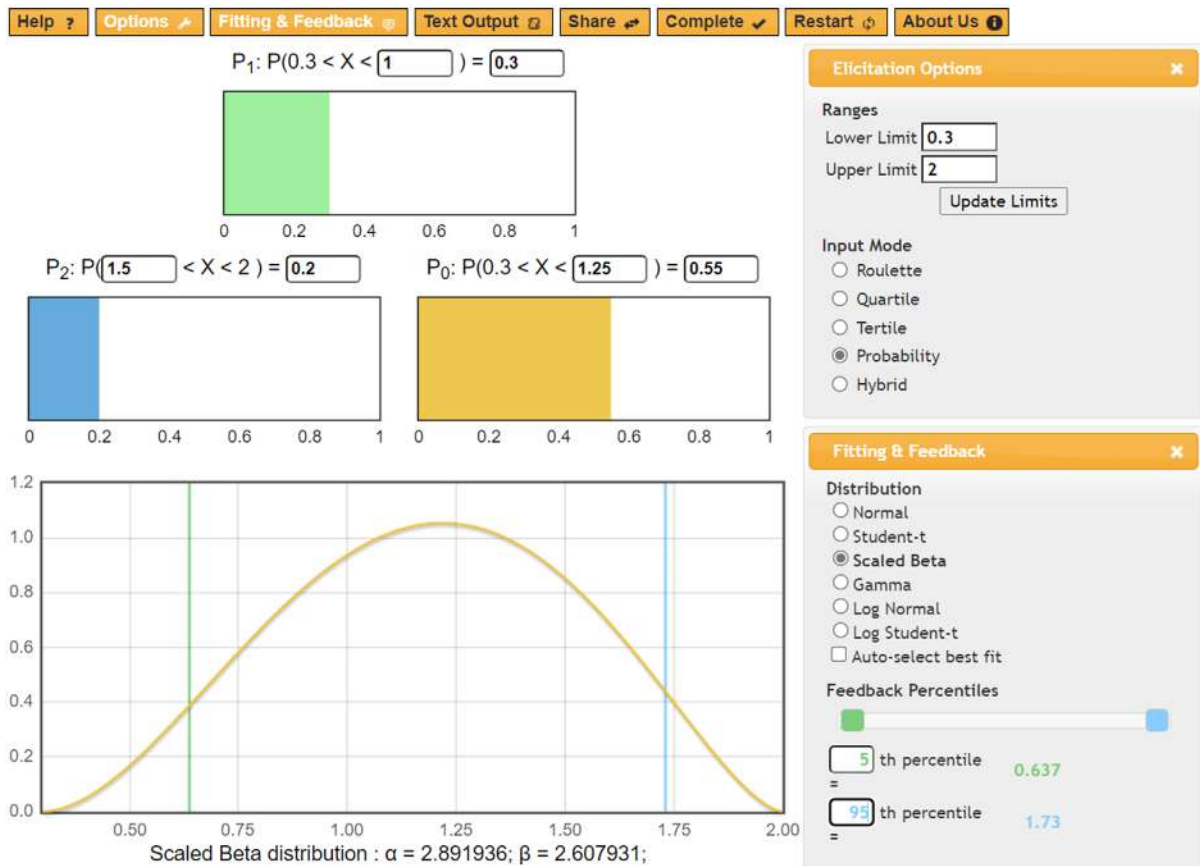 Help ? Options Fitting & Feedback Text Output Share Complete Restart About Us
P1: P(0.3 < X < 1 ) = 0.3
0 0.2 0.4 0.6 0.8 1
P2: P( 1.5 < X < 2 ) = 0.2
0 0.2 0.4 0.6 0.8 1
P0: P(0.3 < X < 1.25 ) = 0.55
0 0.2 0.4 0.6 0.8 1
1.2
1.0
0.8
0.6
0.4
0.2
0.0
0.50 0.75 1.00 1.25 1.50 1.75 2.00
Scaled Beta distribution : α = 2.891936; β = 2.607931;
Elicitation Options
Ranges
Lower Limit 0.3
Upper Limit 2
Update Limits
Input Mode
Roulette
Quartile
Tertile
Probability
Hybrid
Fitting & Feedback
Distribution
Normal
Student-t
Scaled Beta
Gamma
Log Normal
Log Student-t
Auto-select best fit
Feedback Percentiles
5 th percentile 0.637
=
95 th percentile 1.73
=